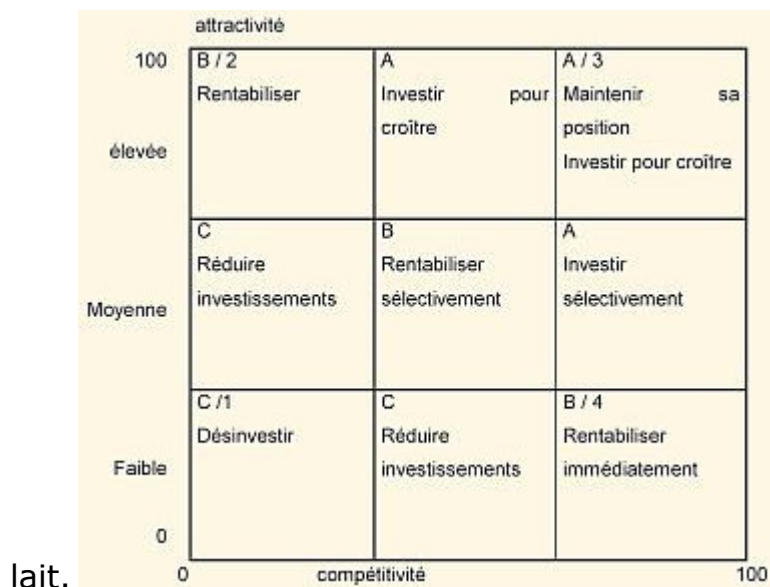 attractivité
100
B / 2
A
A / 3
Rentabiliser
Investir pour
Maintenir sa
croître
position
élevée
Investir pour croître
C
B
A
Réduire
Rentabiliser
Investir
investissements
sélectivement
sélectivement
Moyenne
C /1
C
B / 4
Désinvestir
Réduire
Rentabiliser
Faible
investissements
immédiatement
0
lait.
0
compétitivité
100